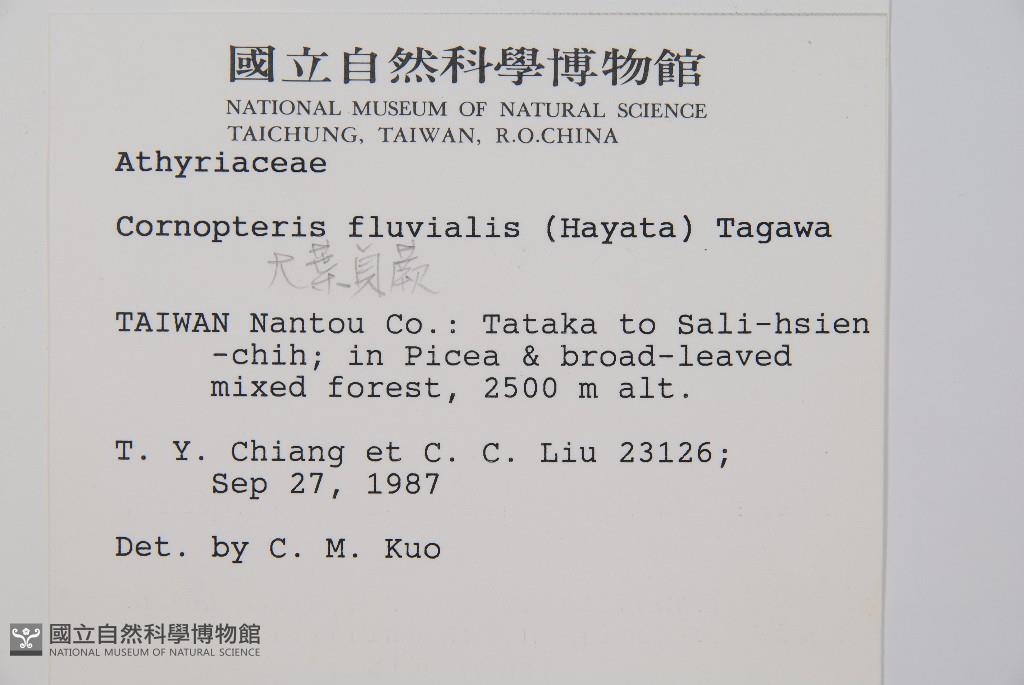 國立自然科學博物館
NATIONAL MUSEUM OF NATURAL SCIENCE
TAICHUNG, TAIWAN, R.O.CHINA
Athyriaceae
Cornopteris fluvialis (Hayata) Tagawa
大葉貞蕨
TAIWAN Nantou Co.: Tataka to Sali-hsien
-chih; in Picea & broad-leaved
mixed forest, 2500 m alt.
T. Y. Chiang et C. C. Liu 23126;
Sep 27, 1987
Det. by C. M. Kuo
國立自然科學博物館
NATIONAL MUSEUM OF NATURAL SCIENCE